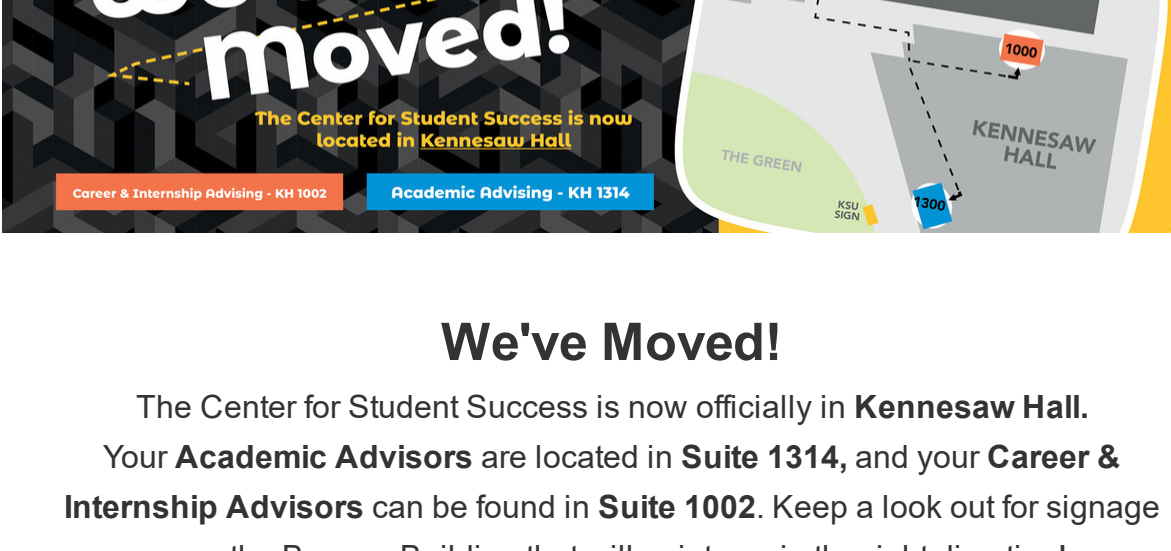 moved!
The Center for Student Success is now
located in Kennesaw Hall
Career & Internship Advising - KH 1002
Academic Advising - KH 1314
1000
KENNESAW
HALL
THE GREEN
KSU
SIGN
1300
We've Moved!
The Center for Student Success is now officially in Kennesaw Hall.
Your Academic Advisors are located in Suite 1314, and your Career &
Internship Advisors can be found in Suite 1002. Keep a look out for signage